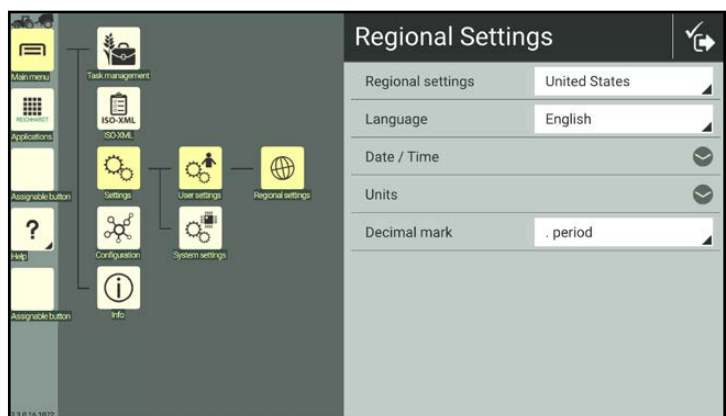 Main menu
Task management
REICHHARDT
Applications
ISO-XML
ISO-XML
Assignable button
Settings
User settings
Regional settings
?
Help
Configuration
System settings
Assignable button
Info
Regional Settings
Regional settings
United States
Language
English
Date / Time
Units
Decimal mark
. period